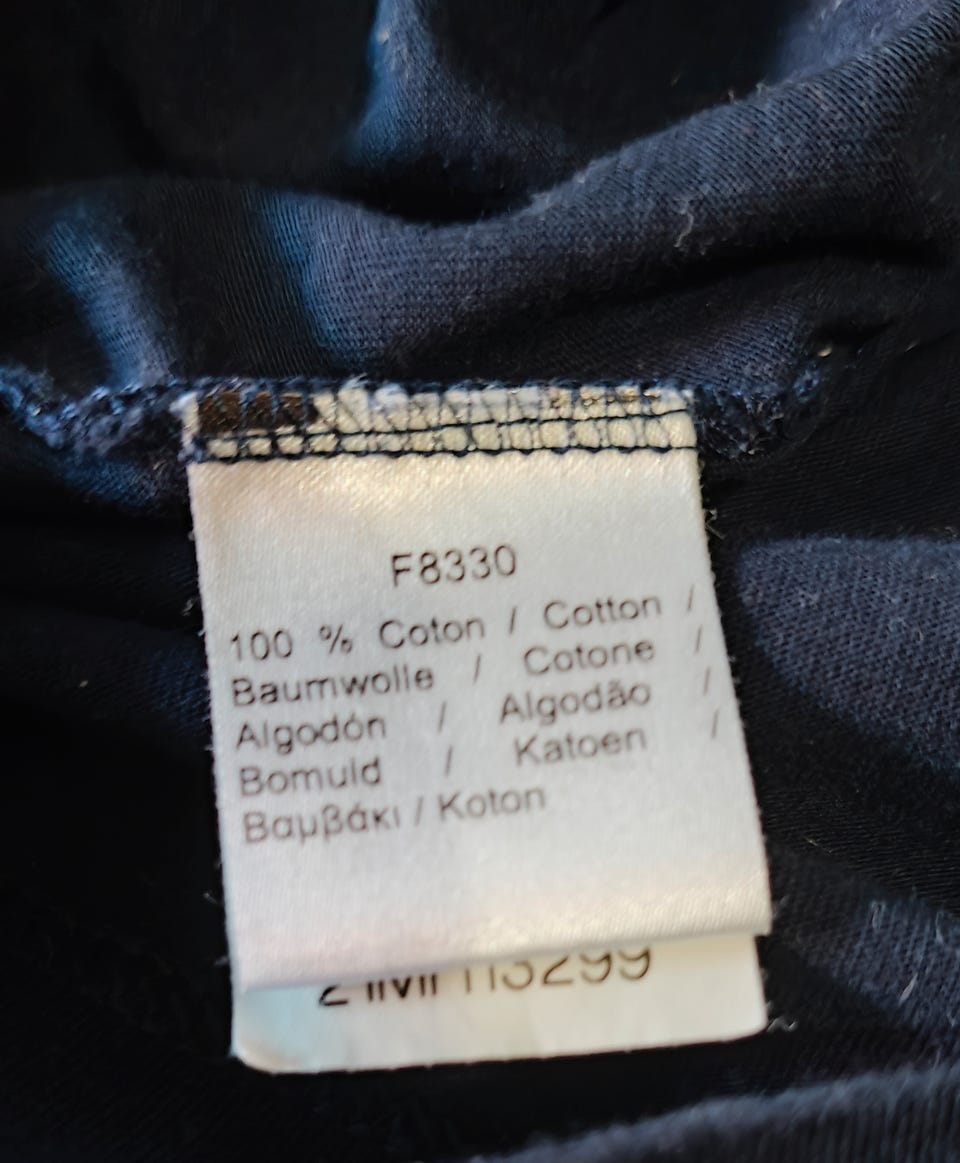 F8330
100 % Coton / Cotton /
Baumwolle / Cotone /
Algodón / Algodão /
Bomuld / Katoen /
Βαμβάκι / Koton